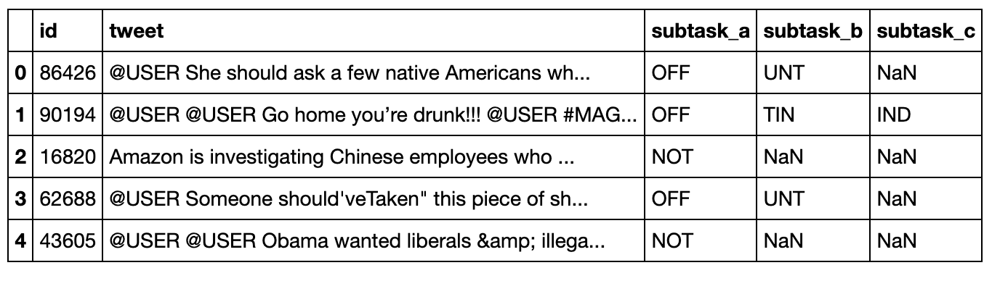 id tweet subtask_a subtask_b subtask_c
0 86426 @USER She should ask a few native Americans wh... OFF UNT NaN
1 90194 @USER @USER Go home you’re drunk!!! @USER #MAG... OFF TIN IND
2 16820 Amazon is investigating Chinese employees who ... NOT NaN NaN
3 62688 @USER Someone should'veTaken" this piece of sh... OFF UNT NaN
4 43605 @USER @USER Obama wanted liberals &amp; illega... NOT NaN NaN